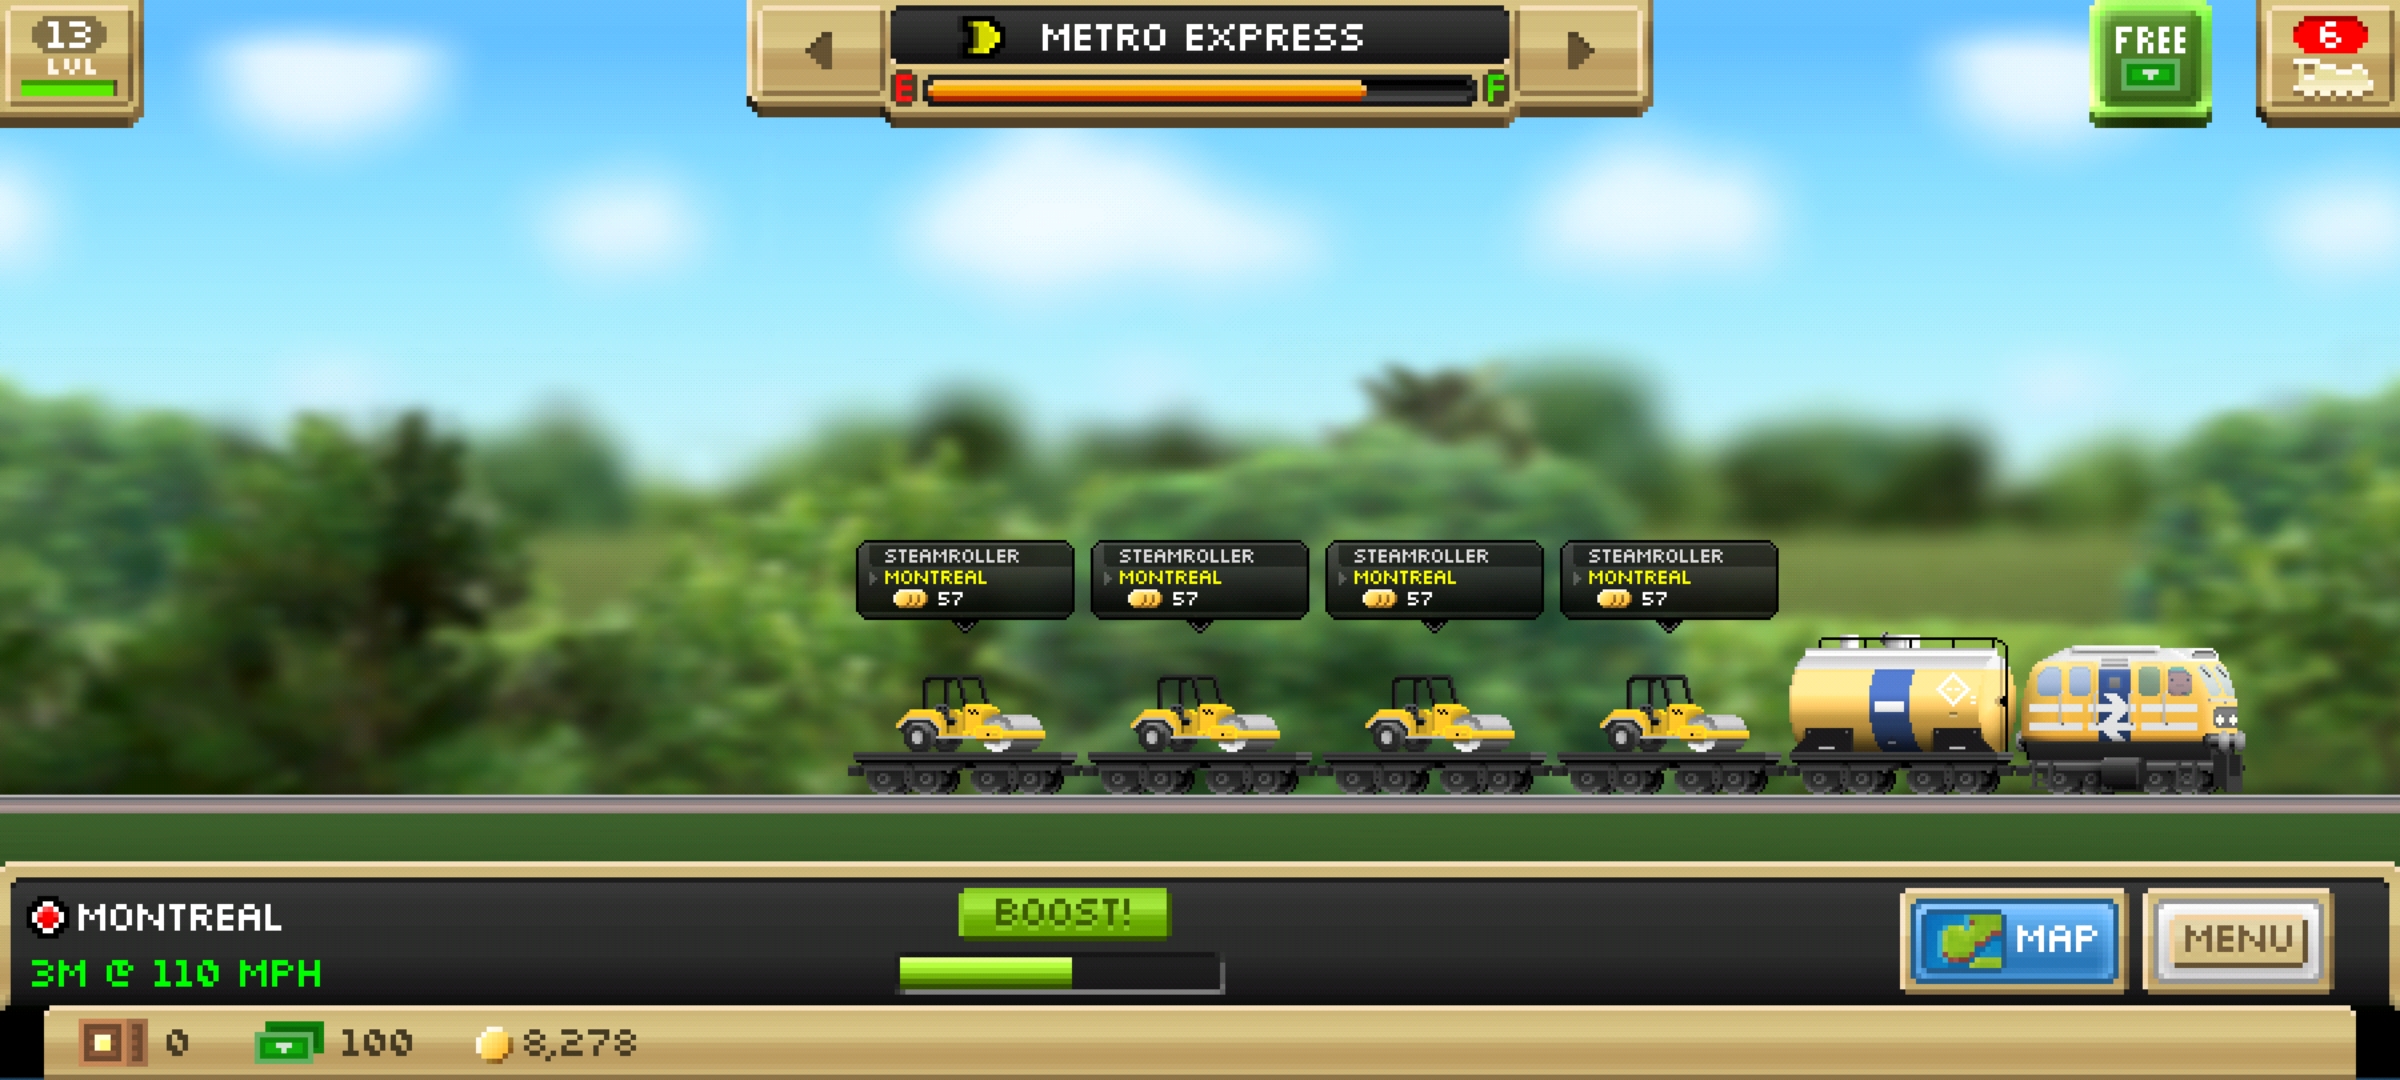 13
LVL
METRO EXPRESS
E F
FREE
6
STEAMROLLER
MONTREAL
57
STEAMROLLER
MONTREAL
57
STEAMROLLER
MONTREAL
57
STEAMROLLER
MONTREAL
57
MONTREAL
3M @ 110 MPH
BOOST!
MAP
MENU
0
100
8,278